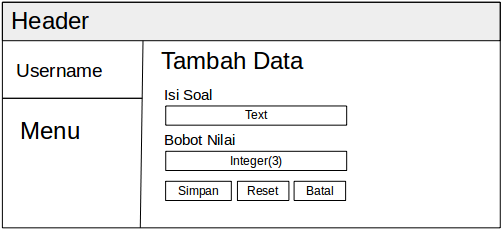 Header
Username
Menu
Tambah Data
Isi Soal
Text
Bobot Nilai
Integer(3)
Simpan Reset Batal